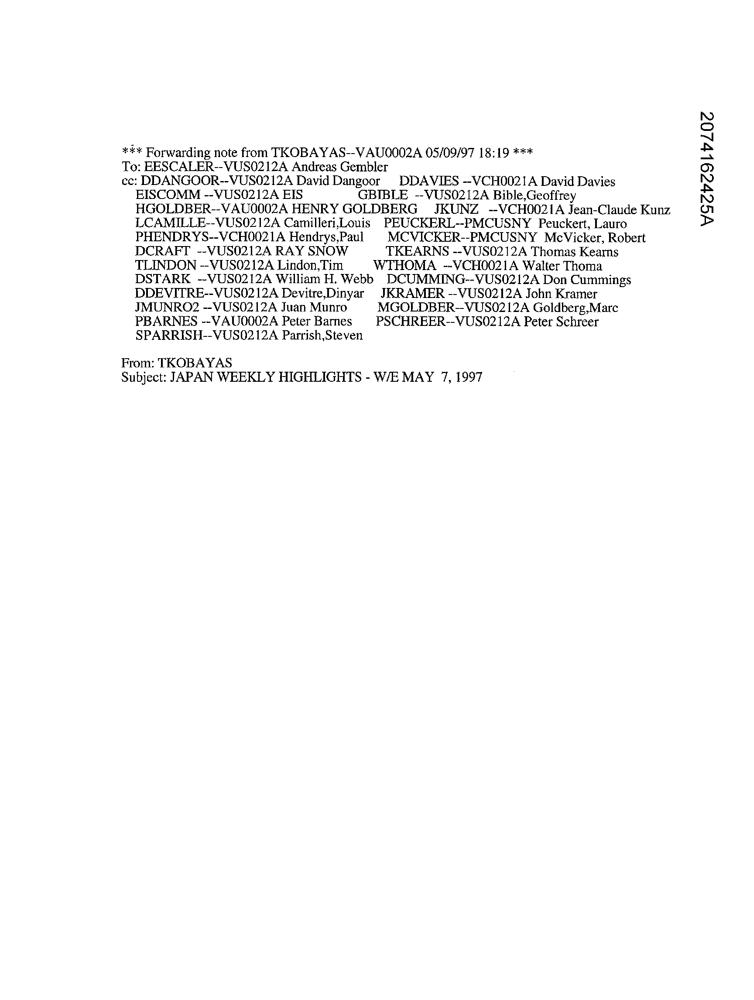 *** Forwarding note from TKOBAYAS--VAU0002A 05/09/97 18:19 ***
To: EESCALER--VUS0212A Andreas Gembler
cc: DDANGOOR--VUS0212A David Dangoor DDAVIES --VCH0021A David Davies
EISCOMM --VUS0212A EIS GBIBLE --VUS0212A Bible,Geoffrey
HGOLDBER--VAU0002A HENRY GOLDBERG JKUNZ --VCH0021A Jean-Claude Kunz
LCAMILLE--VUS0212A Camilleri,Louis PEUCKERL--PMCUSNY Peuckert, Lauro
PHENDRYS--VCH0021A Hendrys,Paul MCVICKER--PMCUSNY McVicker, Robert
DCRAFT --VUS0212A RAY SNOW TKEARNS --VUS0212A Thomas Kearns
TLINDON --VUS0212A Lindon,Tim WTHOMA --VCH0021A Walter Thoma
DSTARK --VUS0212A William H. Webb DCUMMING--VUS0212A Don Cummings
DDEVITRE--VUS0212A Devitre,Dinyar JKRAMER --VUS0212A John Kramer
JMUNRO2 --VUS0212A Juan Munro MGOLDBER--VUS0212A Goldberg,Marc
PBARNES --VAU0002A Peter Barnes PSCHREER--VUS0212A Peter Schreer
SPARRISH--VUS0212A Parrish,Steven
From: TKOBAYAS
Subject: JAPAN WEEKLY HIGHLIGHTS - W/E MAY 7, 1997
2074162425A